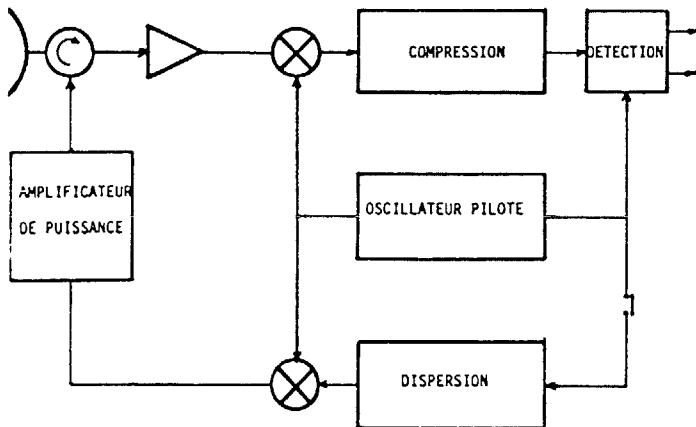 COMPRESSION
DETECTION
AMPLIFICATEUR
DE PUISSANCE
OSCILLATEUR PILOTE
DISPERSION